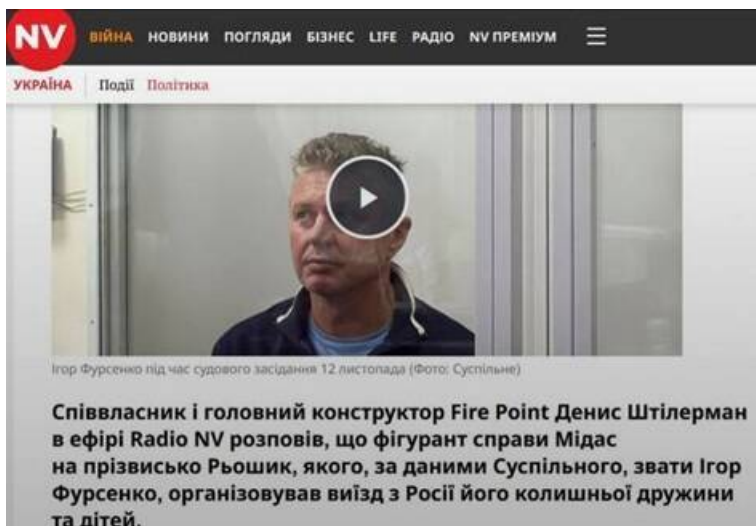 NV ВІЙНА НОВИНИ ПОГЛЯДИ БІЗНЕС LIFE РАДІО NV ПРЕМІУМ
УКРАЇНА Події Політика
Ігор Фурсенко під час судового засідання 12 листопада (Фото: Суспільне)
Співвласник і головний конструктор Fire Point Денис Штілерман
в ефірі Radio NV розповів, що фігурант справи Мідас
на прізвисько Рьошик, якого, за даними Суспільного, звати Ігор
Фурсенко, організовував виїзд з Росії його колишньої дружини
та дітей.